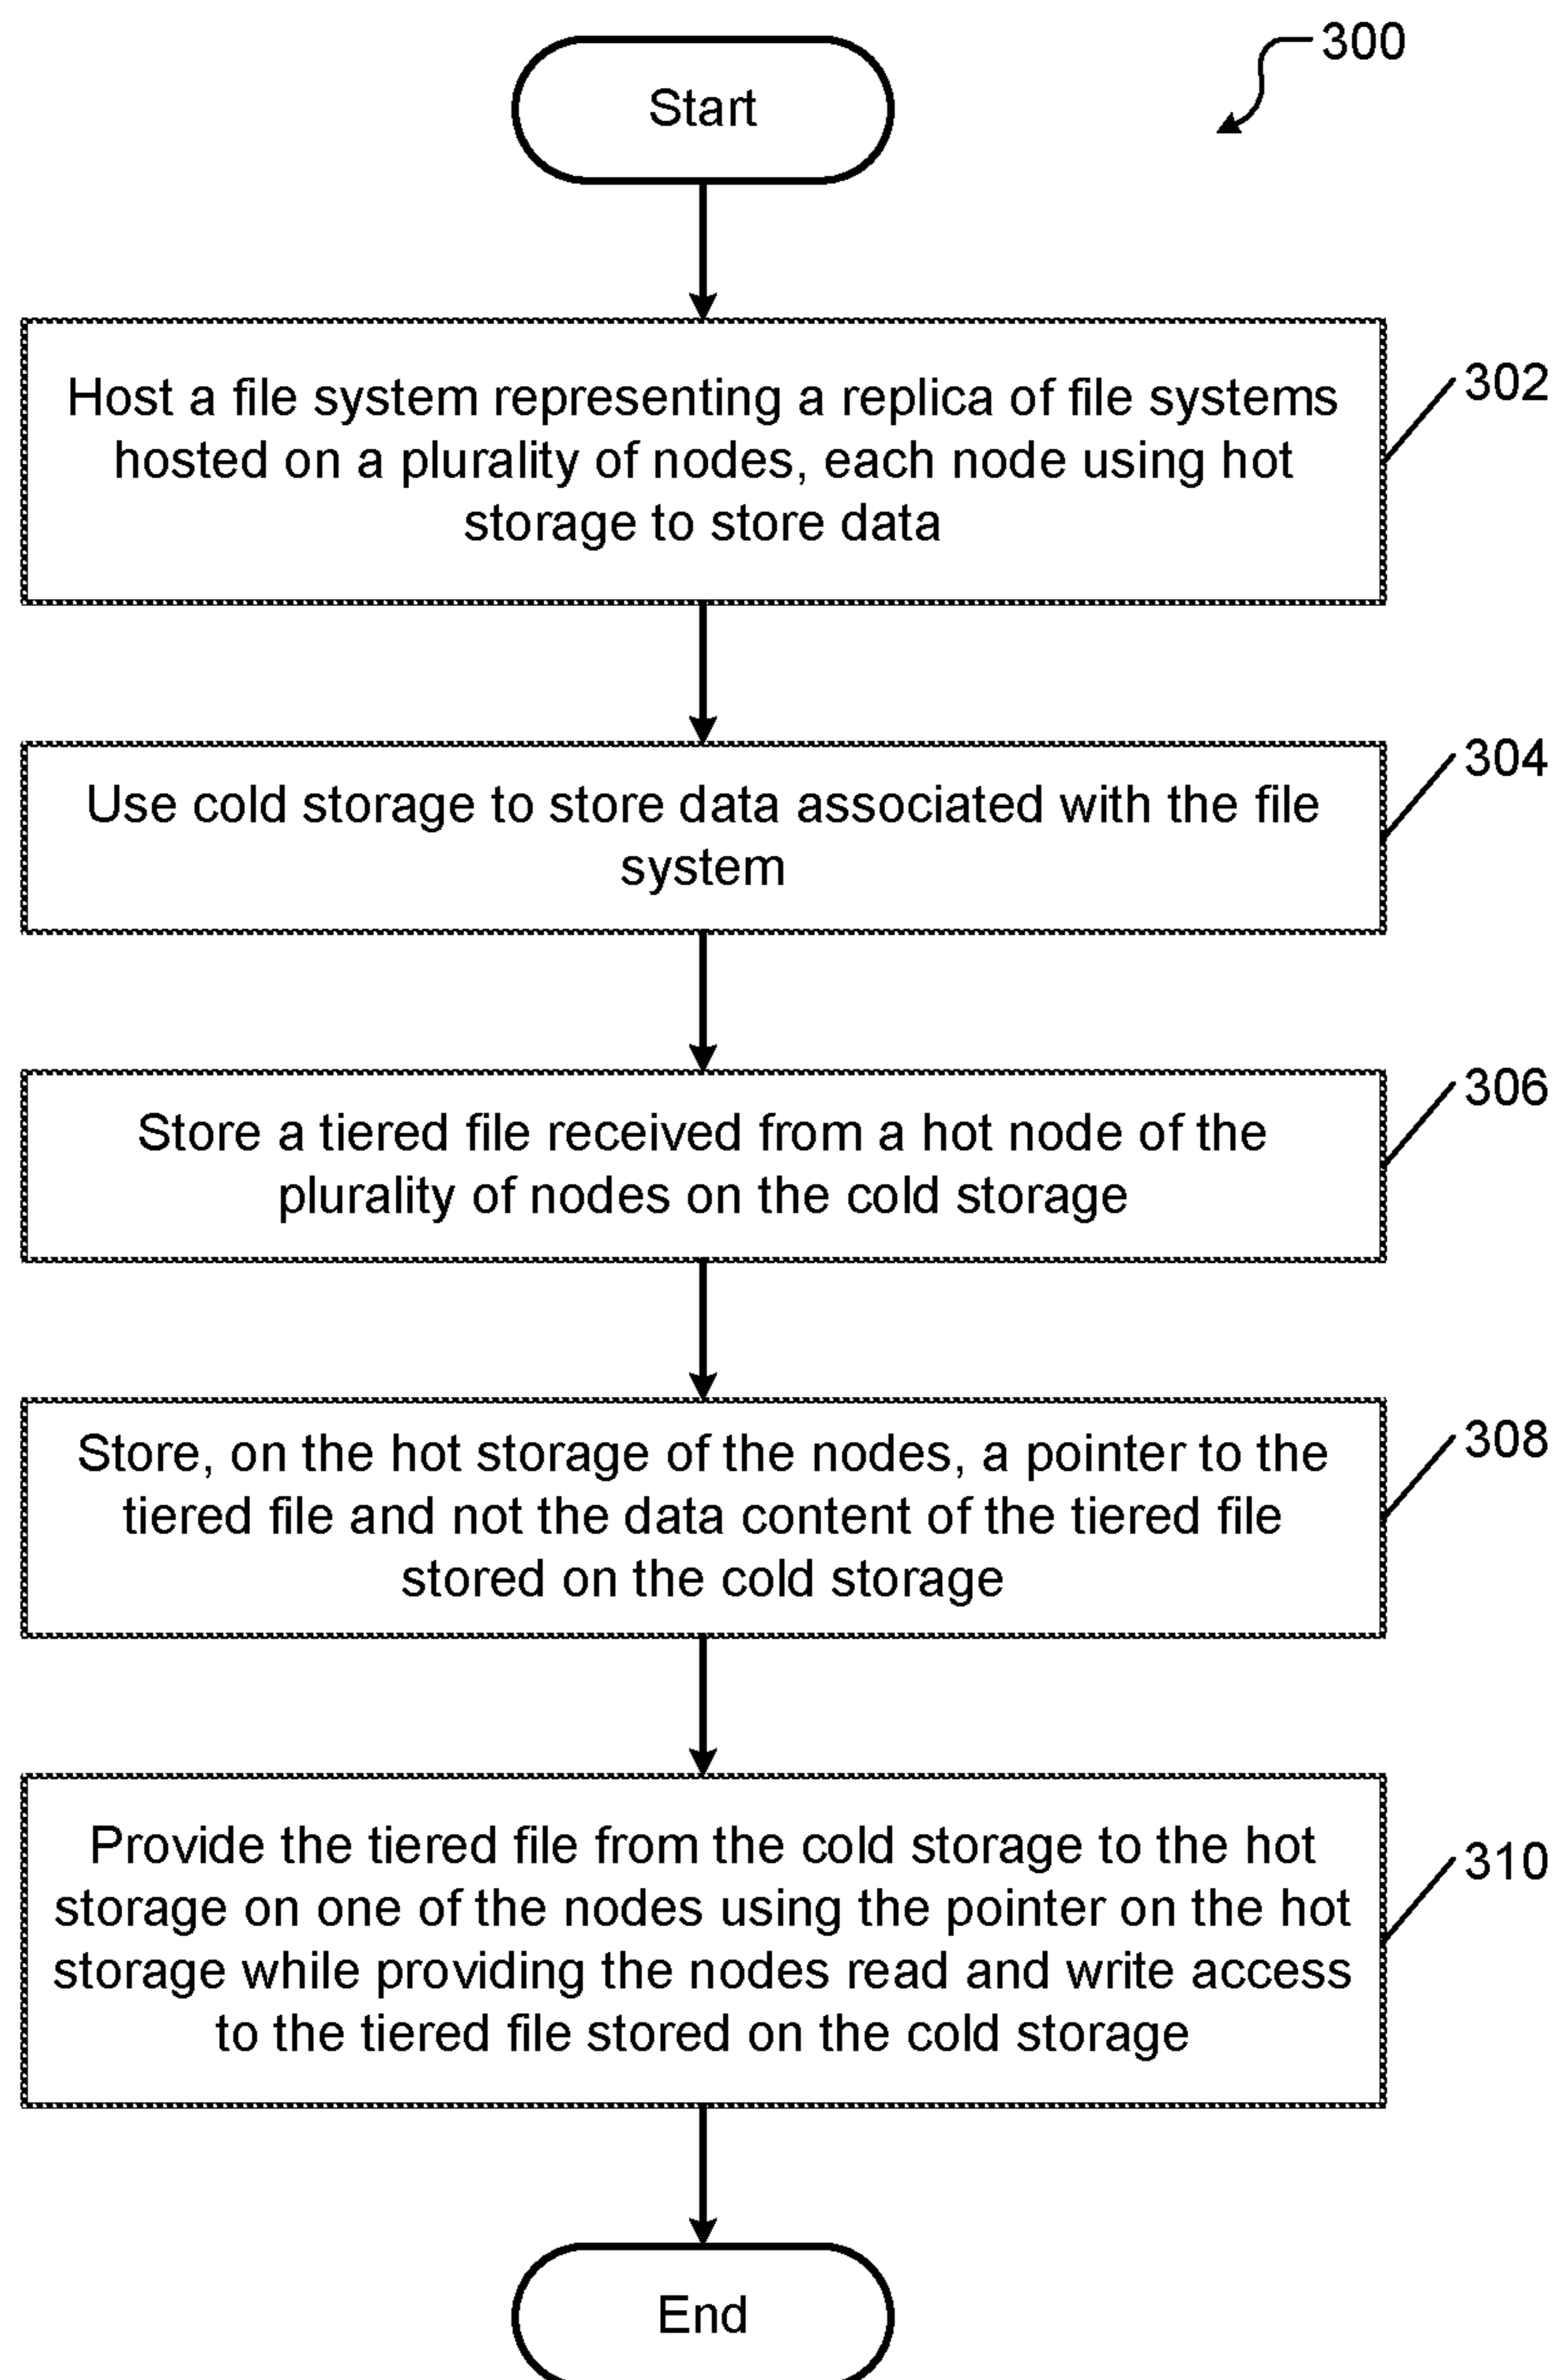 300
Start
Host a file system representing a replica of file systems
hosted on a plurality of nodes, each node using hot
storage to store data
302
Use cold storage to store data associated with the file
system
304
Store a tiered file received from a hot node of the
plurality of nodes on the cold storage
306
Store, on the hot storage of the nodes, a pointer to the
tiered file and not the data content of the tiered file
stored on the cold storage
308
Provide the tiered file from the cold storage to the hot
storage on one of the nodes using the pointer on the hot
storage while providing the nodes read and write access
to the tiered file stored on the cold storage
310
End